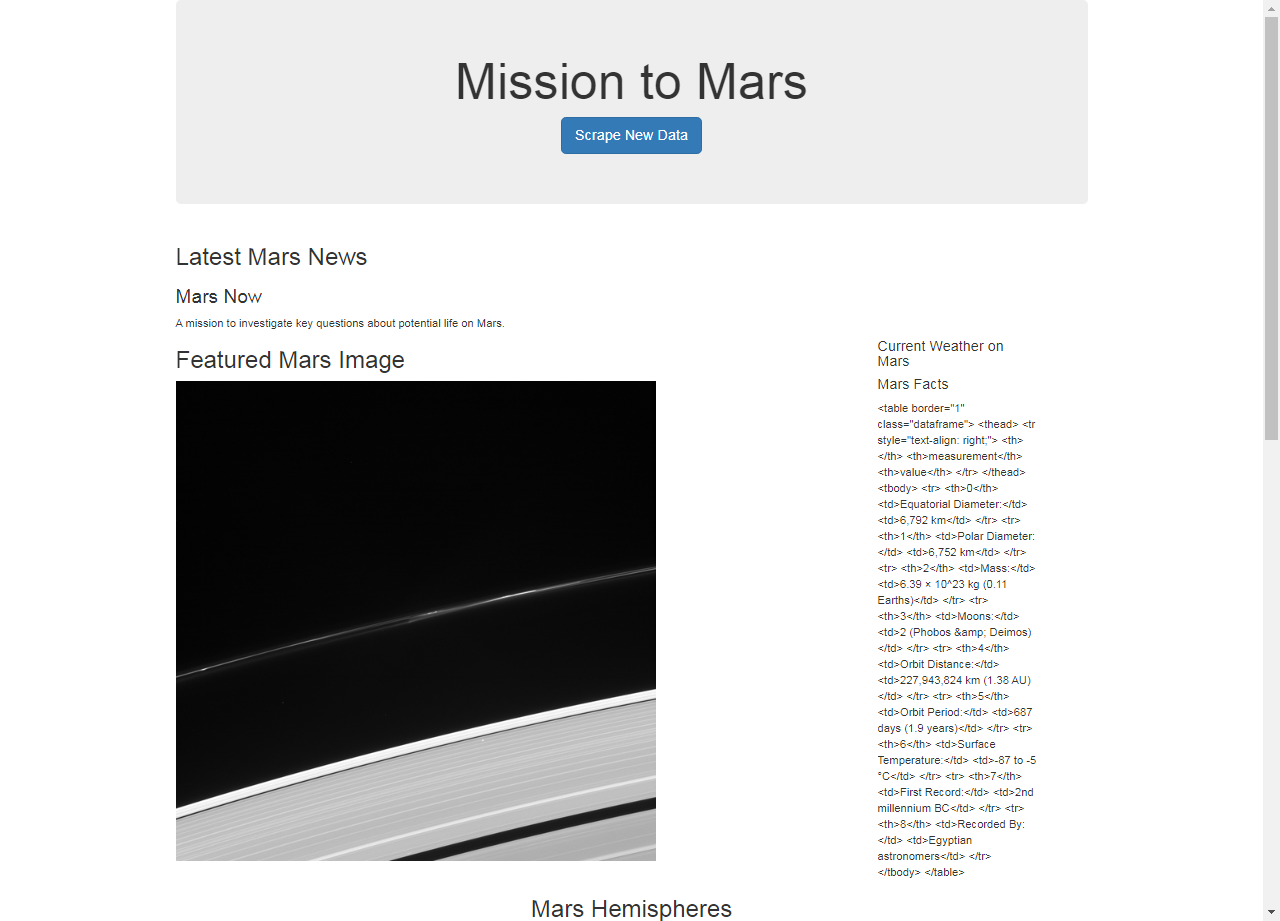 Mission to Mars
Scrape New Data
Latest Mars News
Mars Now
A mission to investigate key questions about potential life on Mars.
Featured Mars Image
Current Weather on
Mars
Mars Facts
<table border="1"
class="dataframe"> <thead> <tr
style="text-align: right;"> <th>
</th> <th>measurement</th>
<th>value</th> </tr> </thead>
<tbody> <tr> <th>0</th>
<td>Equatorial Diameter:</td>
<td>6,792 km</td> </tr> <tr>
<th>1</th> <td>Polar Diameter:
</td> <td>6,752 km</td> </tr>
<tr> <th>2</th> <td>Mass:</td>
<td>6.39 × 10^23 kg (0.11
Earths)</td> </tr> <tr>
<th>3</th> <td>Moons:</td>
<td>2 (Phobos &amp; Deimos)
</td> </tr> <tr> <th>4</th>
<td>Orbit Distance:</td>
<td>227,943,824 km (1.38 AU)
</td> </tr> <tr> <th>5</th>
<td>Orbit Period:</td> <td>687
days (1.9 years)</td> </tr> <tr>
<th>6</th> <td>Surface
Temperature:</td> <td>-87 to -5
°C</td> </tr> <tr> <th>7</th>
<td>First Record:</td> <td>2nd
millennium BC</td> </tr> <tr>
<th>8</th> <td>Recorded By:
</td> <td>Egyptian
astronomers</td> </tr>
</tbody> </table>
Mars Hemispheres